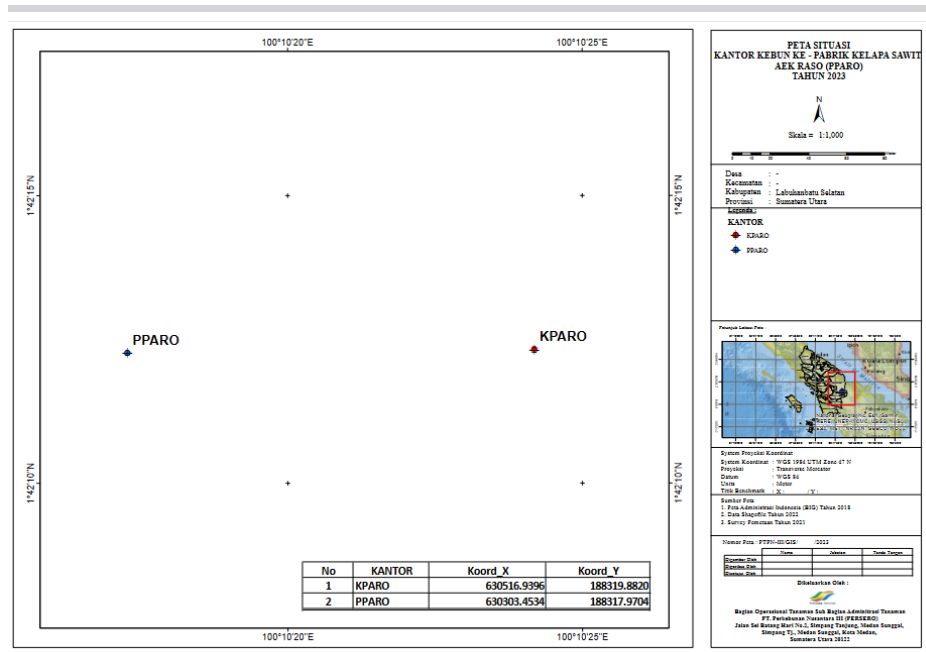 100°10'20"E 100°10'25"E
1°42'15"N 1°42'15"N
PPARO
KPARO
1°42'10"N 1°42'10"N
No KANTOR Koord_X Koord_Y
1 KPARO 630516.9396 188319.8820
2 PPARO 630303.4534 188317.9704
100°10'20"E 100°10'25"E
PETA SITUASI
KANTOR KEBUN KE - PABRIK KELAPA SAWIT
AEK RASO (PPARO)
TAHUN 2023
N
Skala = 1:1,000
Desa : -
Kecamatan : -
Kabupaten : Labuhanbatu Selatan
Provinsi : Sumatera Utara
Legenda :
KANTOR
KPARO
PPARO
Petunjuk Lokasi Peta :
System Proyeksi Koordinat
System Koordinat : WGS 1984 UTM Zone 47 N
Proyeksi : Transverse Mercator
Datum : WGS 84
Units : Meter
Titik Benchmark : X : / Y :
Sumber Peta
1. Peta Administrasi Indonesia (BIG) Tahun 2018
2. Data Shapefile Tahun 2022
3. Survey Pemetaan Tahun 2021
Nomor Peta : PTPN-III/GIS/ /2023
Nama Jabatan Tanda Tangan
Digambar Oleh
Diperiksa Oleh
Disetujui Oleh
Dikeluarkan Oleh :
Bagian Operasional Tanaman Sub Bagian Administrasi Tanaman
PT. Perkebunan Nusantara III (PERSERO)
Jalan Sei Batang Hari No.2, Simpang Tanjung, Medan Sunggal,
Simpang Tj., Medan Sunggal, Kota Medan,
Sumatera Utara 20122